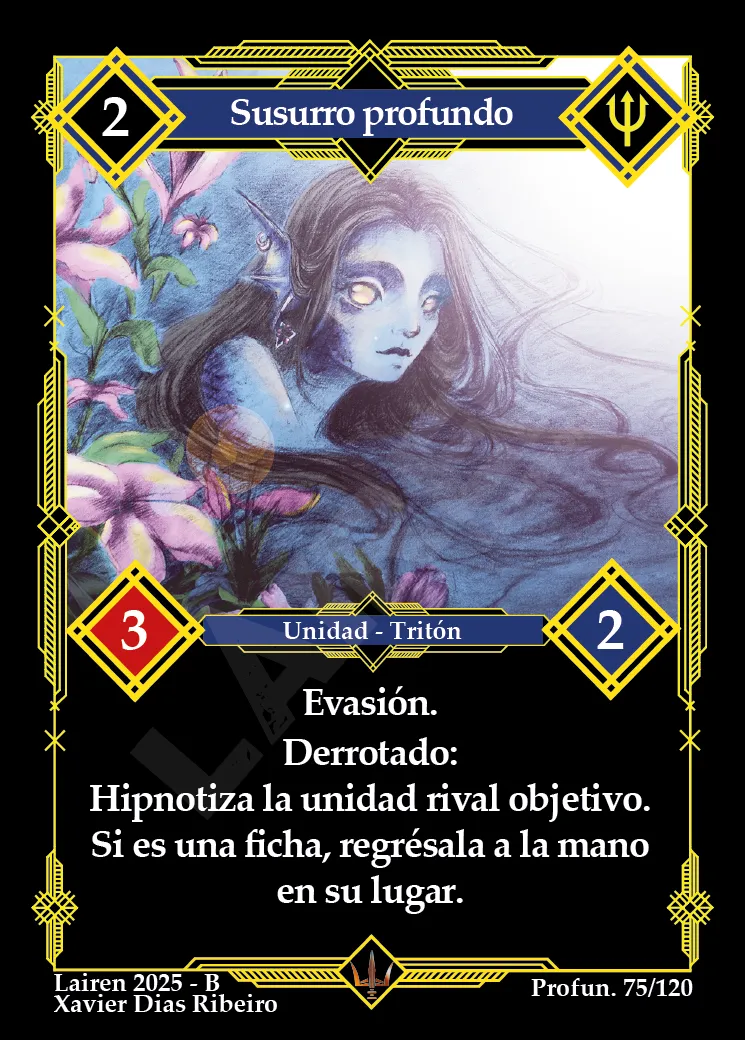 2
Susurro profundo
3
Unidad - Tritón
2
Evasión.
Derrotado:
Hipnotiza la unidad rival objetivo.
Si es una ficha, regrésala a la mano
en su lugar.
Lairen 2025 - B
Xavier Dias Ribeiro
Profun. 75/120